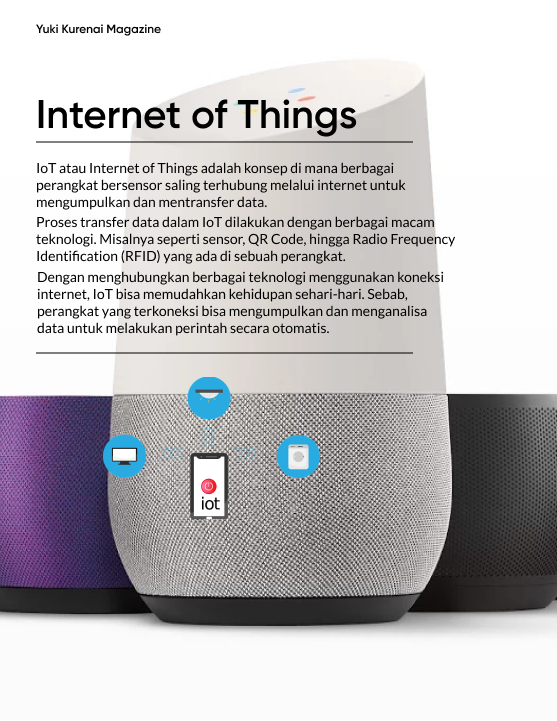 Yuki Kurenai Magazine
Internet of Things
IoT atau Internet of Things adalah konsep di mana berbagai
perangkat bersensor saling terhubung melalui internet untuk
mengumpulkan dan mentransfer data.
Proses transfer data dalam IoT dilakukan dengan berbagai macam
teknologi. Misalnya seperti sensor, QR Code, hingga Radio Frequency
Identification (RFID) yang ada di sebuah perangkat.
Dengan menghubungkan berbagai teknologi menggunakan koneksi
internet, IoT bisa memudahkan kehidupan sehari-hari. Sebab,
perangkat yang terkoneksi bisa mengumpulkan dan menganalisa
data untuk melakukan perintah secara otomatis.
iot